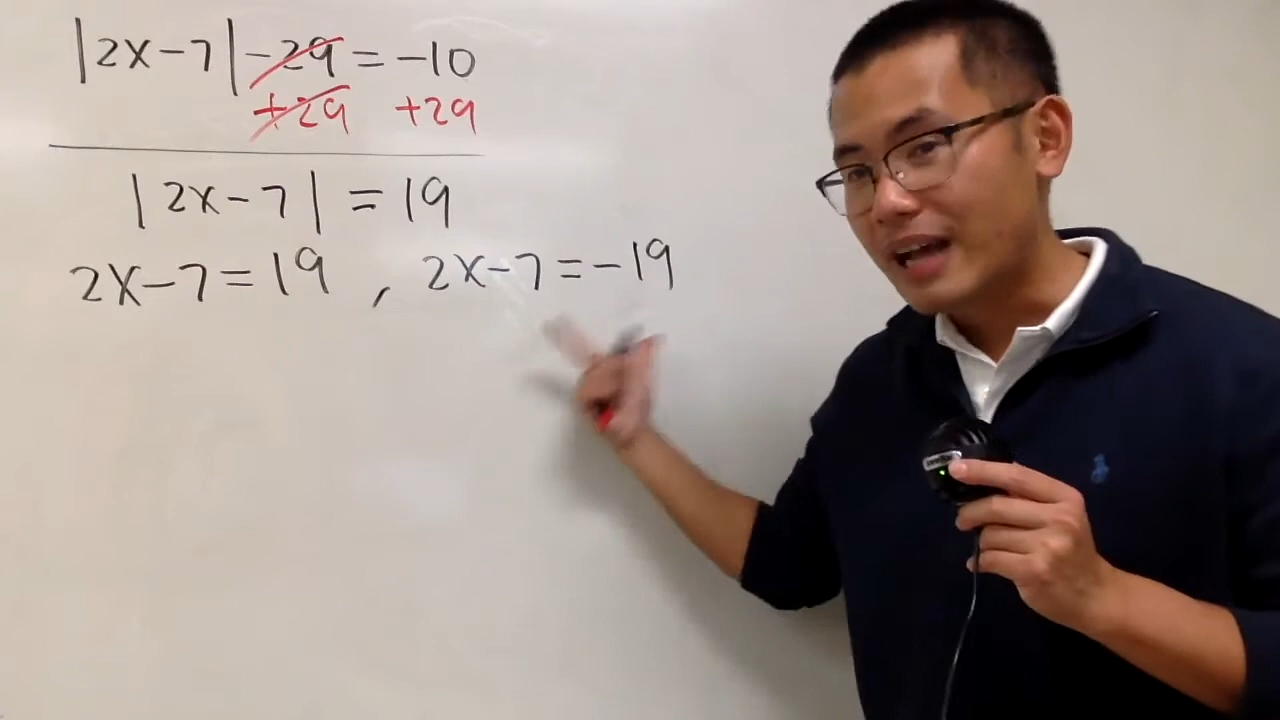 |2x-7|-29=-10
+29 +29
|2x-7|=19
2x-7=19, 2x-7=-19